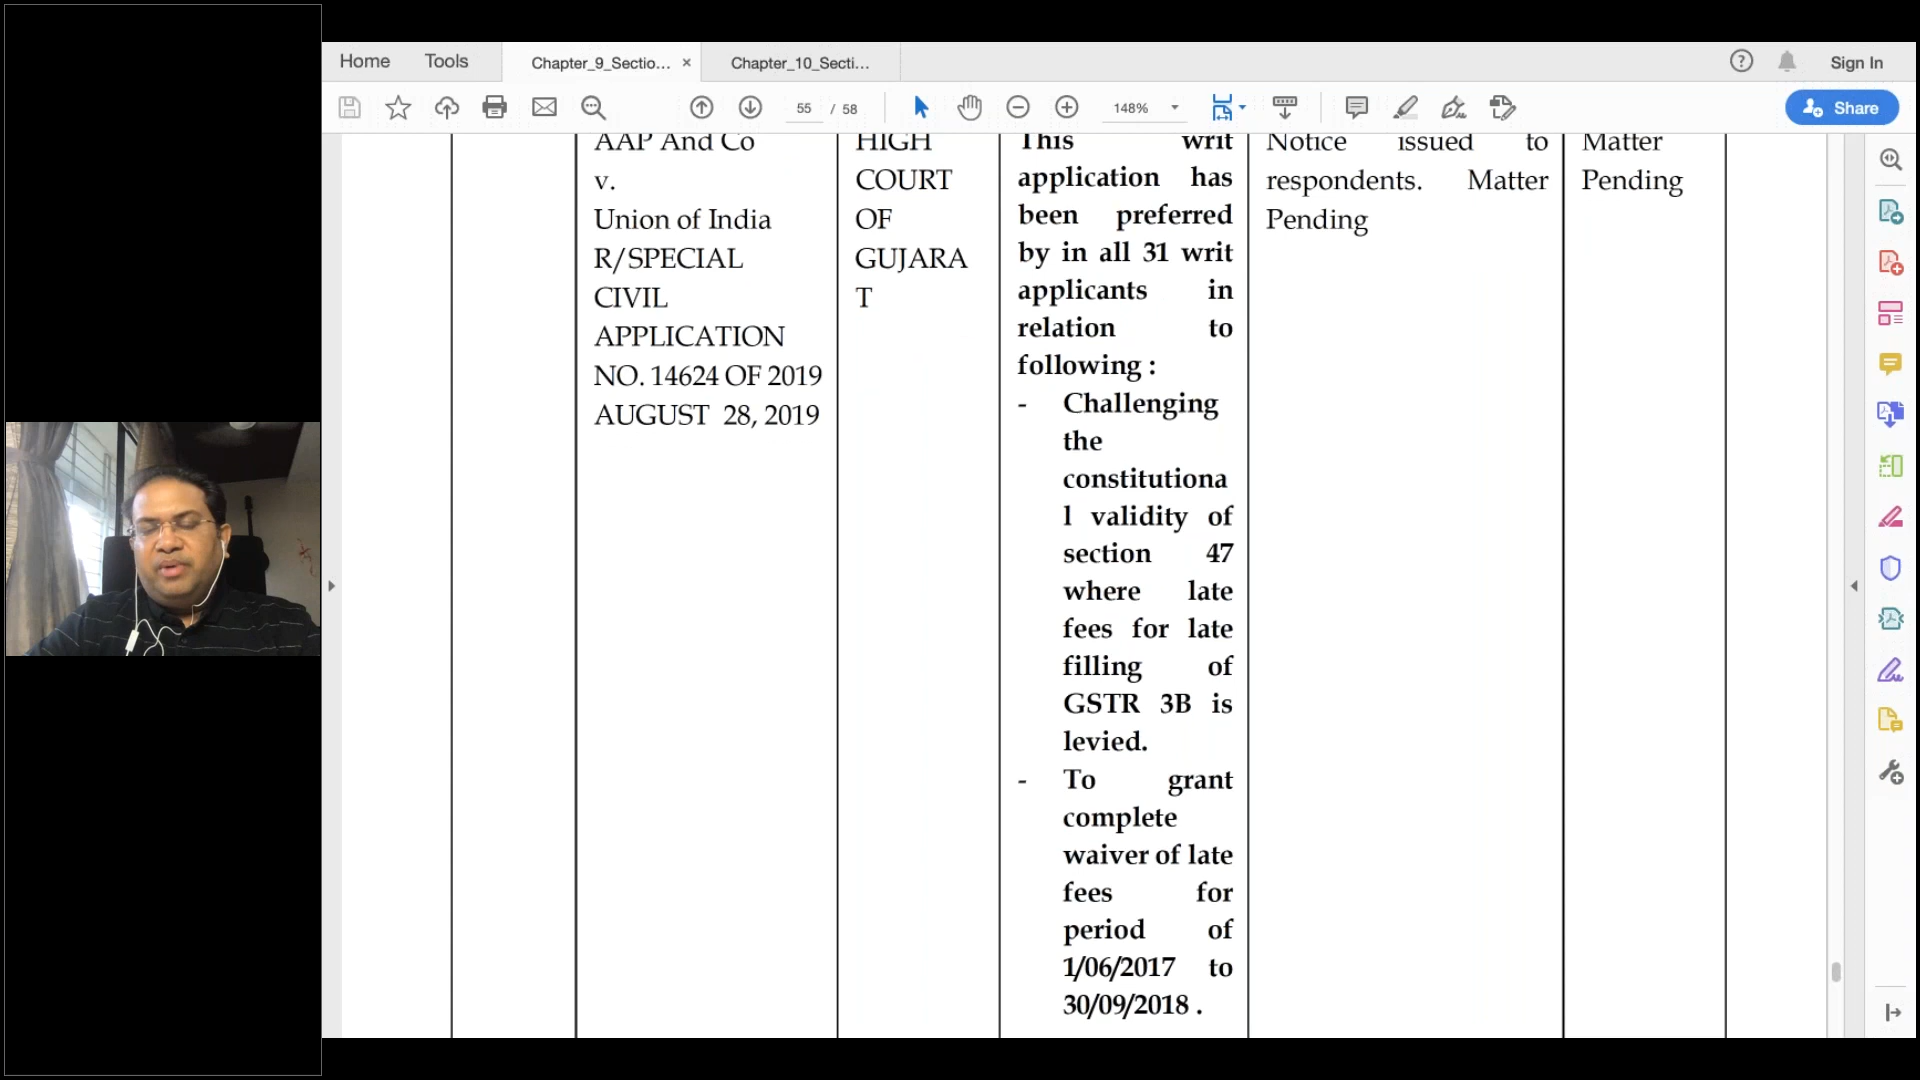 Home
Tools
Chapter_9_Sectio... ×
Chapter_10_Secti...
Sign In
55 / 58
148%
Share
AAP And Co
v.
Union of India
R/SPECIAL
CIVIL
APPLICATION
NO. 14624 OF 2019
AUGUST 28, 2019
HIGH
COURT
OF
GUJARA
T
This writ
application has
been preferred
by in all 31 writ
applicants in
relation to
following :
- Challenging
the
constitutiona
l validity of
section 47
where late
fees for late
filling of
GSTR 3B is
levied.
- To grant
complete
waiver of late
fees for
period of
1/06/2017 to
30/09/2018 .
Notice issued to
respondents. Matter
Pending
Matter
Pending